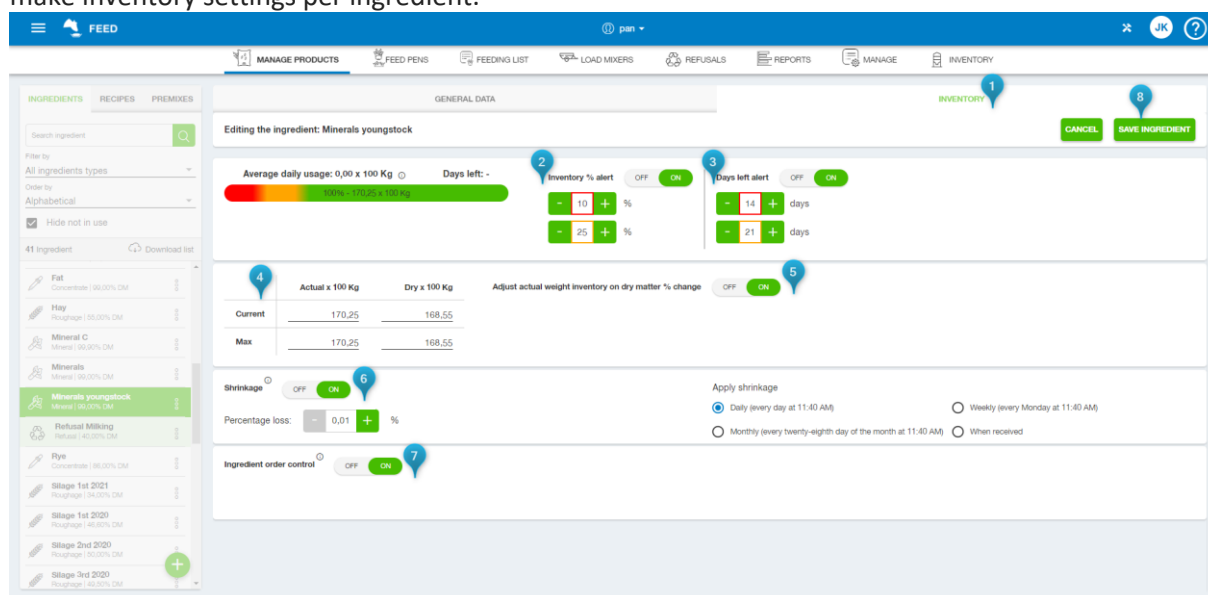 make inventory settings per ingredient.
FEED
pan
JK
?
MANAGE PRODUCTS
FEED PENS
FEEDING LIST
LOAD MIXERS
REFUSALS
REPORTS
MANAGE
INVENTORY
INGREDIENTS RECIPES PREMIXES
GENERAL DATA
INVENTORY
1
8
Search ingredient
Editing the ingredient: Minerals youngstock
CANCEL
SAVE INGREDIENT
Filter by
All ingredients types
Order by
Alphabetical
Hide not in use
41 Ingredient
Download list
Average daily usage: 0,00 x 100 Kg
Days left: -
100% - 170,25 x 100 Kg
2
Inventory % alert OFF ON
- 10 + %
- 25 + %
3
Days left alert OFF ON
- 14 + days
- 21 + days
Fat
Concentrate | 99,00% DM
Hay
Roughage | 55,00% DM
Mineral C
Mineral | 99,90% DM
Minerals
Mineral | 99,00% DM
Minerals youngstock
Mineral | 99,00% DM
Refusal Milking
Refusal | 40,00% DM
Rye
Concentrate | 86,00% DM
Silage 1st 2021
Roughage | 34,00% DM
Silage 1st 2020
Roughage | 46,60% DM
Silage 2nd 2020
Roughage | 50,00% DM
Silage 3rd 2020
Roughage | 49,50% DM
+
4
Actual x 100 Kg Dry x 100 Kg
Current 170,25 168,55
Max 170,25 168,55
Adjust actual weight inventory on dry matter % change OFF ON
5
Shrinkage OFF ON
6
Percentage loss: - 0,01 + %
Apply shrinkage
Daily (every day at 11:40 AM)
Weekly (every Monday at 11:40 AM)
Monthly (every twenty-eighth day of the month at 11:40 AM)
When received
Ingredient order control OFF ON
7